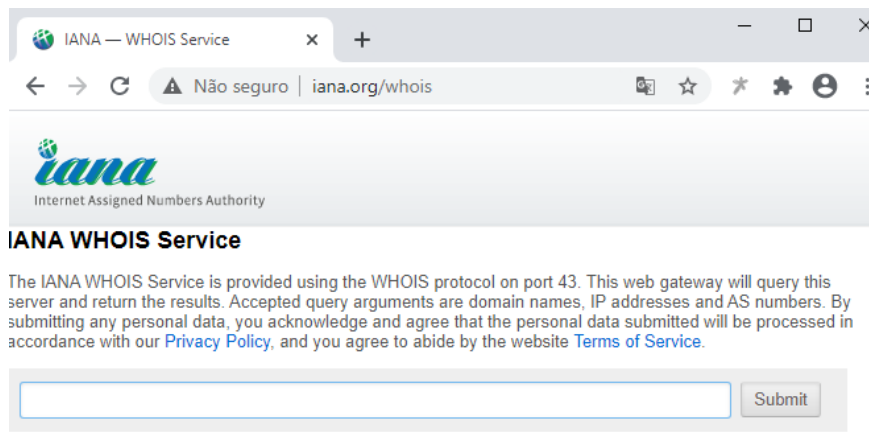 IANA — WHOIS Service
Não seguro | iana.org/whois
iana
Internet Assigned Numbers Authority
IANA WHOIS Service
The IANA WHOIS Service is provided using the WHOIS protocol on port 43. This web gateway will query this
server and return the results. Accepted query arguments are domain names, IP addresses and AS numbers. By
submitting any personal data, you acknowledge and agree that the personal data submitted will be processed in
accordance with our Privacy Policy, and you agree to abide by the website Terms of Service.
Submit